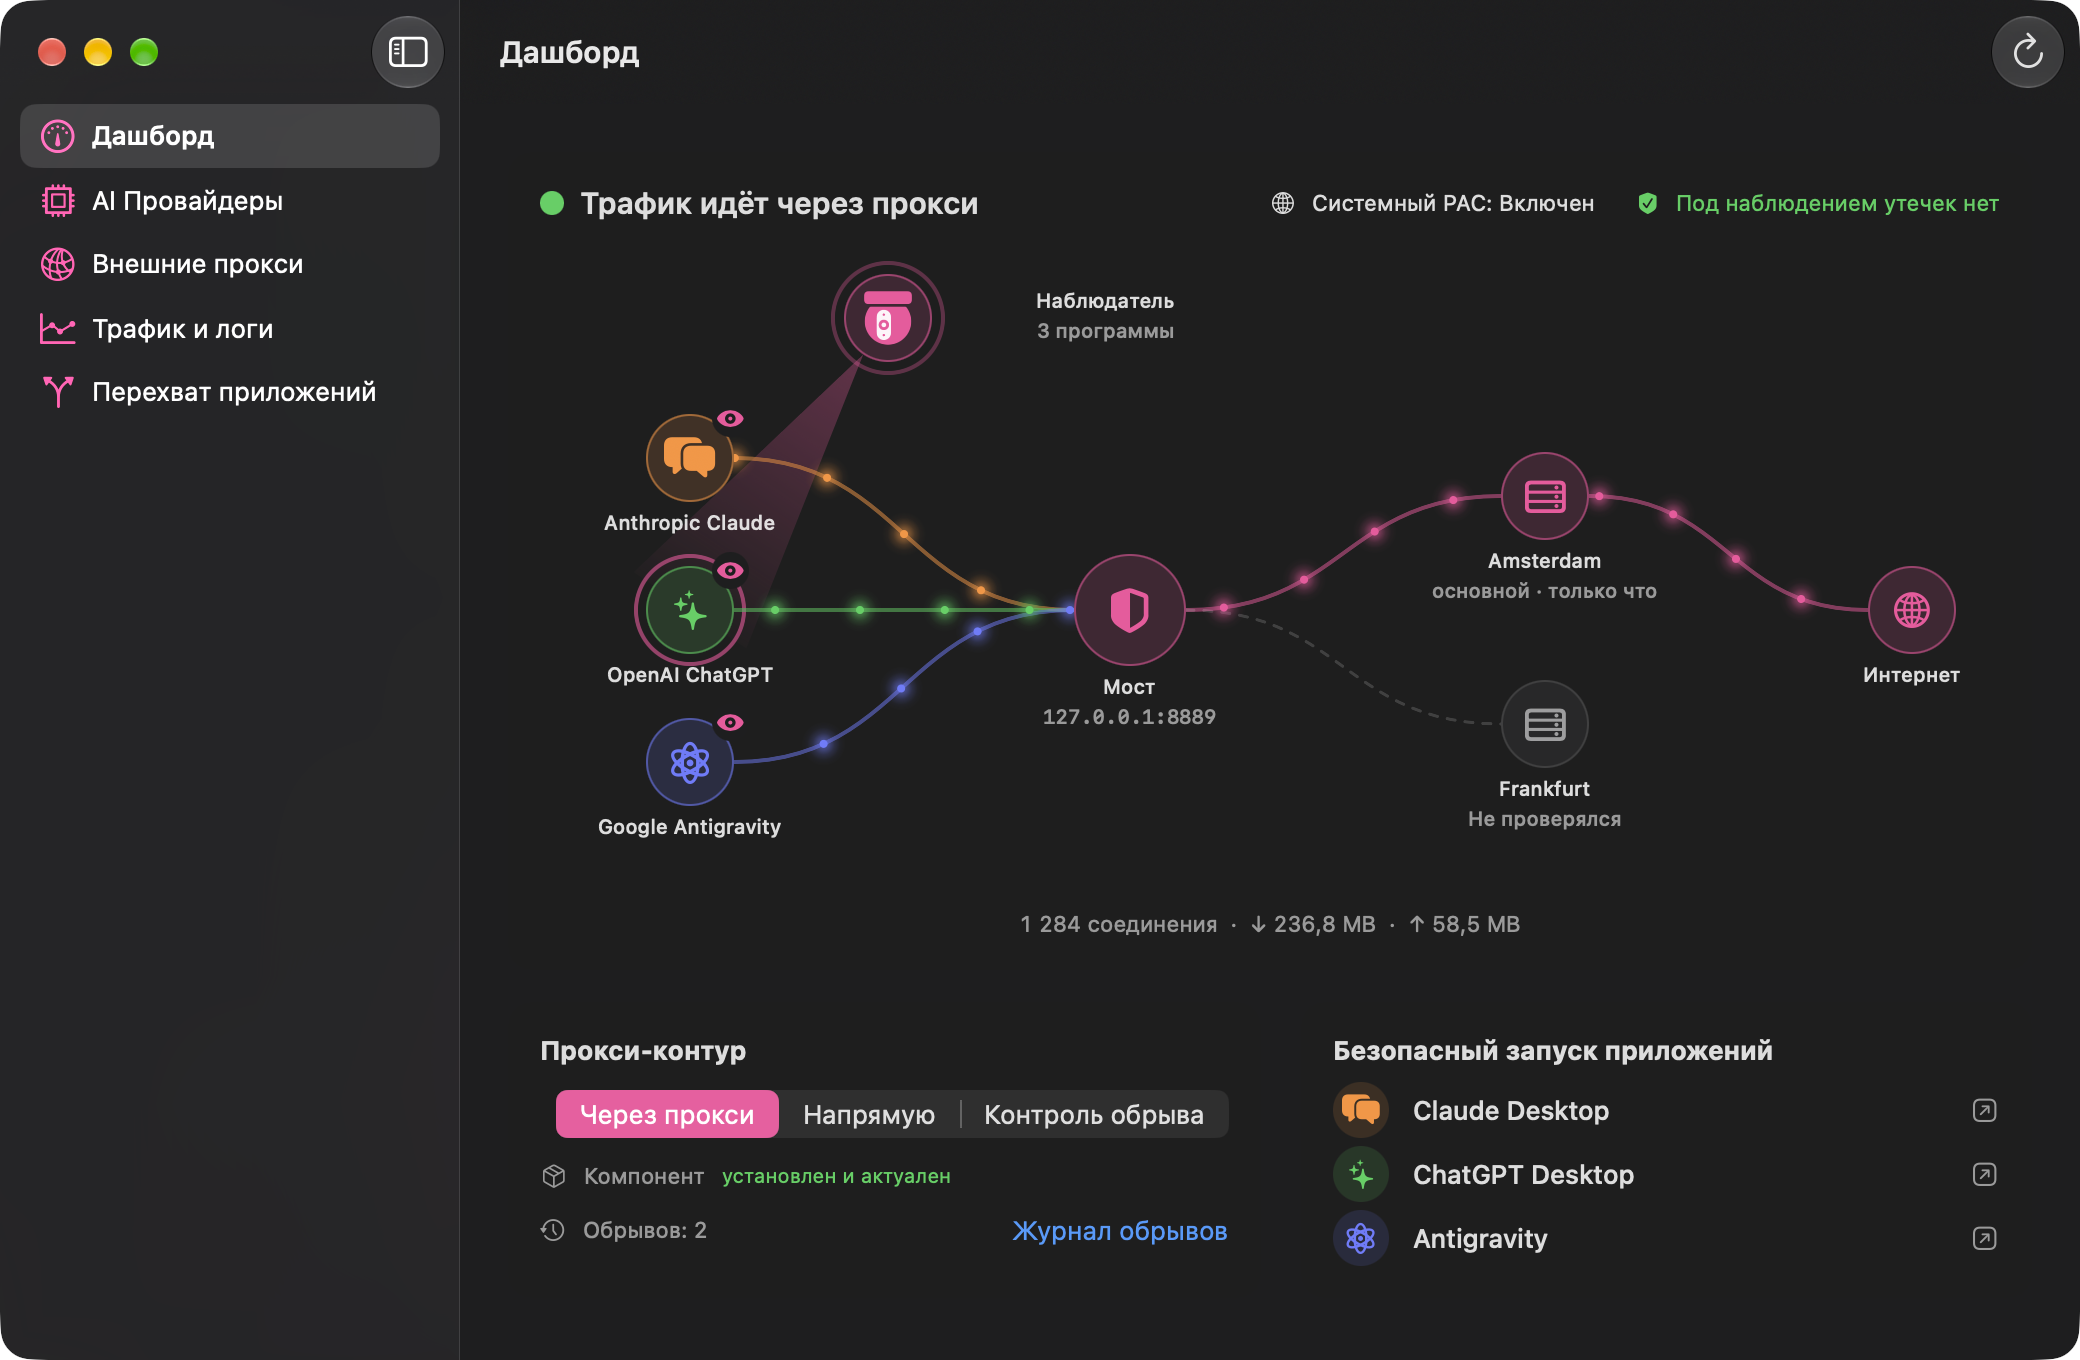 Дашборд
Дашборд
AI Провайдеры
Внешние прокси
Трафик и логи
Перехват приложений
Трафик идёт через прокси
Системный PAC: Включен
Под наблюдением утечек нет
Наблюдатель
3 программы
Anthropic Claude
OpenAI ChatGPT
Google Antigravity
Мост
127.0.0.1:8889
Amsterdam
основной · только что
Frankfurt
Не проверялся
Интернет
1 284 соединения · ↓ 236,8 MB · ↑ 58,5 MB
Прокси-контур
Через прокси
Напрямую
Контроль обрыва
Компонент установлен и актуален
Обрывов: 2
Журнал обрывов
Безопасный запуск приложений
Claude Desktop
ChatGPT Desktop
Antigravity